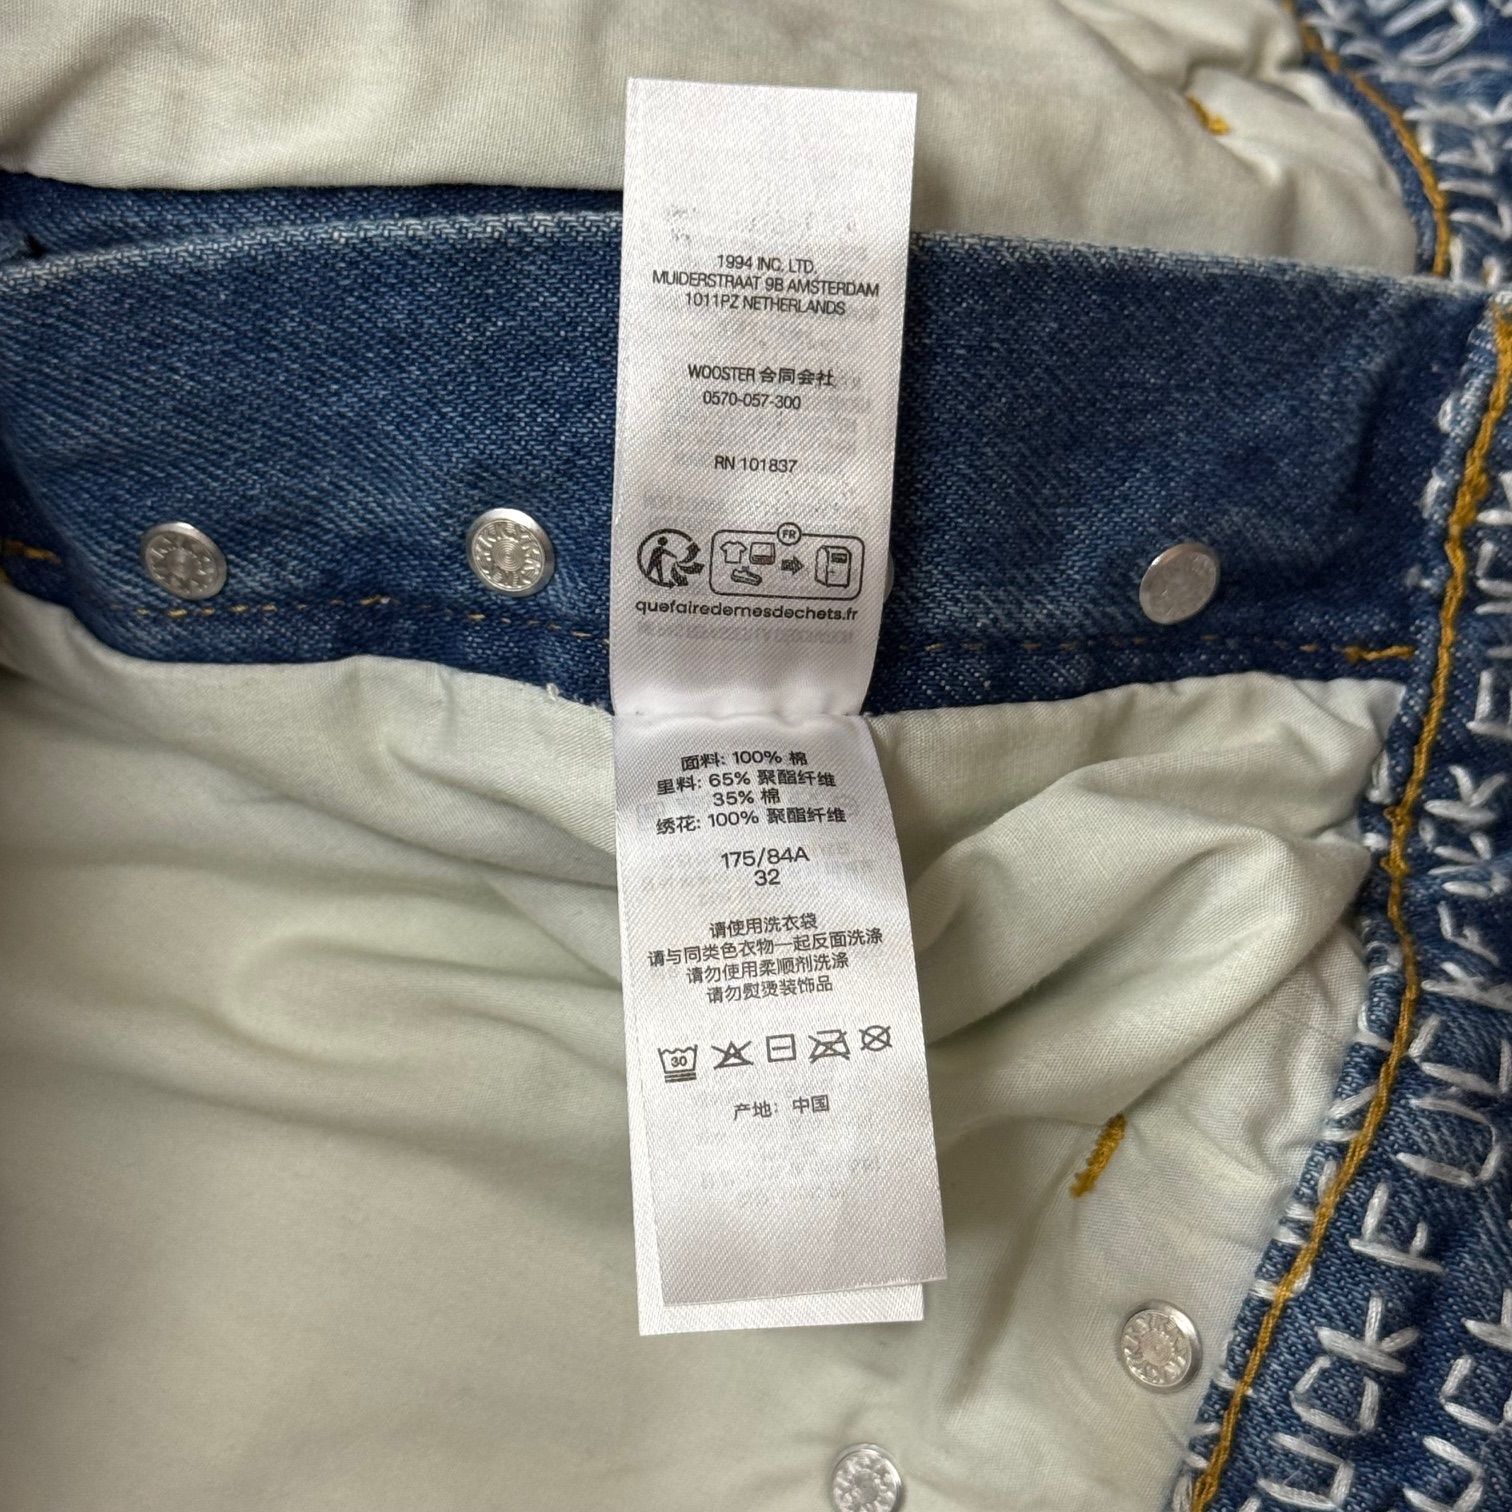 1994 INC. LTD.
MUIDERSTRAAT 9B AMSTERDAM
1011PZ NETHERLANDS
WOOSTER 合同会社
0570-057-300
RN 101837
FR
quefairedemesdechets.fr
面料: 100% 棉
里料: 65% 聚酯纤维
35% 棉
绣花: 100% 聚酯纤维
175/84A
32
请使用洗衣袋
请与同类色衣物一起反面洗涤
请勿使用柔顺剂洗涤
请勿熨烫装饰品
30
产地: 中国
FUCK